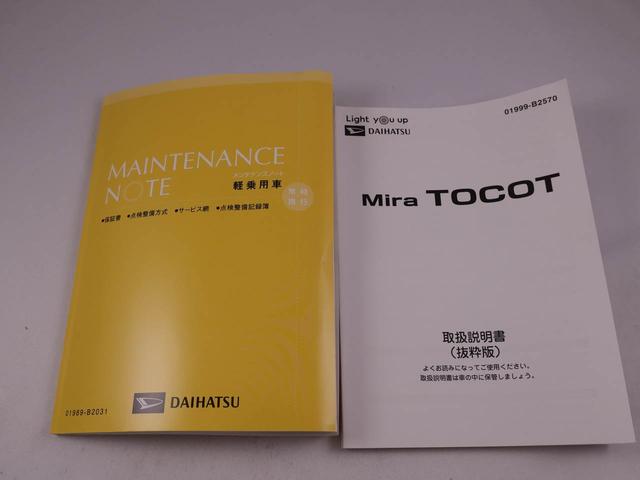 MAINTENANCE
NOTE
メンテナンスノート
軽乗用車
常時
携行
●保証書 ●点検整備方式 ●サービス網 ●点検整備記録簿
DAIHATSU
01989-B2031
01999-B2570
Light you up
DAIHATSU
Mira TOCOT
取扱説明書
(抜粋版)
よくお読みになってご使用ください。
取扱説明書は車の中に保管しましょう。